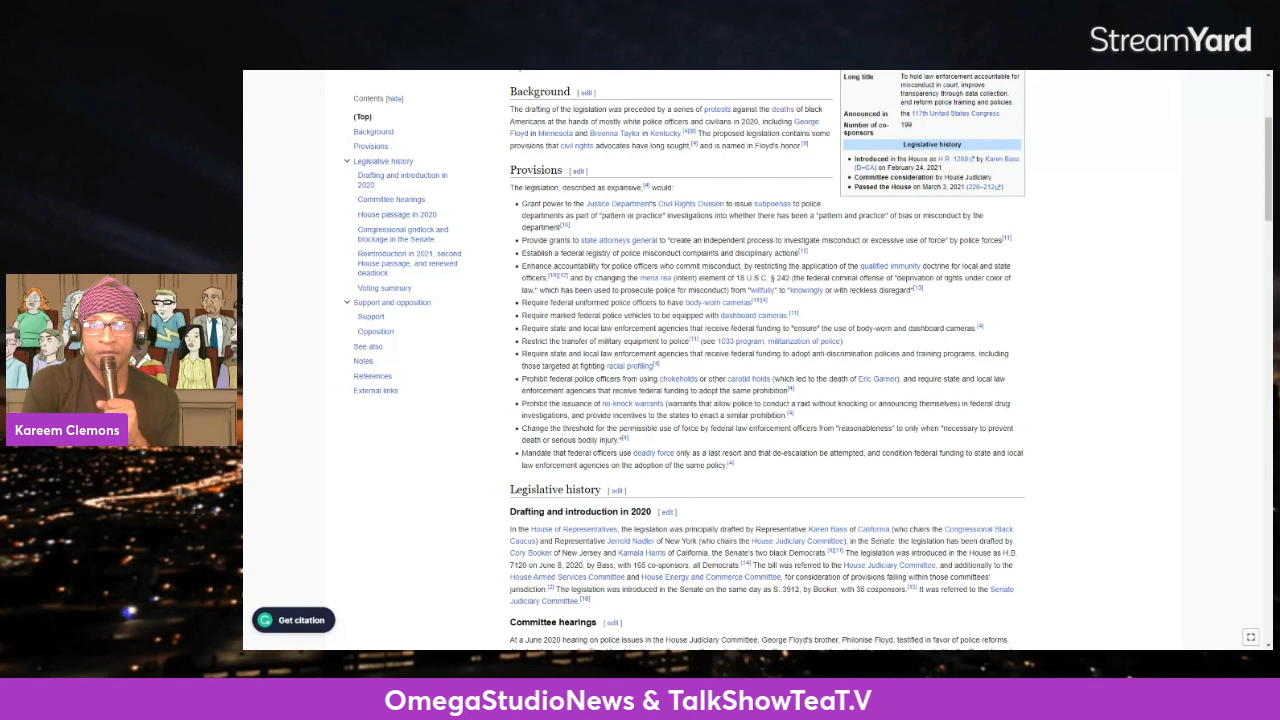 StreamYard
Contents [hide]
(Top)
Background
Provisions
Legislative history
Drafting and introduction in
2020
Committee hearings
House passage in 2020
Congressional gridlock and
blockage in the Senate
Reintroduction in 2021, second
House passage, and renewed
deadlock
Voting summary
Support and opposition
Support
Opposition
See also
Notes
References
External links
Background [ edit ]
The drafting of the legislation was preceded by a series of protests against the deaths of black
Americans at the hands of mostly white police officers and civilians in 2020, including George
Floyd in Minnesota and Breonna Taylor in Kentucky.[4][8] The proposed legislation contains some
provisions that civil rights advocates have long sought,[4] and is named in Floyd's honor.[9]
Long title To hold law enforcement accountable for
misconduct in court, improve
transparency through data collection,
and reform police training and policies.
Announced in the 117th United States Congress
Number of co- 199
sponsors
Legislative history
• Introduced in the House as H.R. 1280 by Karen Bass
(D–CA) on February 24, 2021
• Committee consideration by House Judiciary
• Passed the House on March 3, 2021 (220–212)
Provisions [ edit ]
The legislation, described as expansive,[4] would:
• Grant power to the Justice Department's Civil Rights Division to issue subpoenas to police
departments as part of "pattern or practice" investigations into whether there has been a "pattern and practice" of bias or misconduct by the
department[10]
• Provide grants to state attorneys general to "create an independent process to investigate misconduct or excessive use of force" by police forces[11]
• Establish a federal registry of police misconduct complaints and disciplinary actions[11]
• Enhance accountability for police officers who commit misconduct, by restricting the application of the qualified immunity doctrine for local and state
officers,[10][12] and by changing the mens rea (intent) element of 18 U.S.C. § 242 (the federal criminal offense of "deprivation of rights under color of
law," which has been used to prosecute police for misconduct) from "willfully" to "knowingly or with reckless disregard"[13]
• Require federal uniformed police officers to have body-worn cameras[11][4]
• Require marked federal police vehicles to be equipped with dashboard cameras.[11]
• Require state and local law enforcement agencies that receive federal funding to "ensure" the use of body-worn and dashboard cameras.[4]
• Restrict the transfer of military equipment to police[11] (see 1033 program, militarization of police)
• Require state and local law enforcement agencies that receive federal funding to adopt anti-discrimination policies and training programs, including
those targeted at fighting racial profiling[4]
• Prohibit federal police officers from using chokeholds or other carotid holds (which led to the death of Eric Garner), and require state and local law
enforcement agencies that receive federal funding to adopt the same prohibition[4]
• Prohibit the issuance of no-knock warrants (warrants that allow police to conduct a raid without knocking or announcing themselves) in federal drug
investigations, and provide incentives to the states to enact a similar prohibition.[4]
• Change the threshold for the permissible use of force by federal law enforcement officers from "reasonableness" to only when "necessary to prevent
death or serious bodily injury."[4]
• Mandate that federal officers use deadly force only as a last resort and that de-escalation be attempted, and condition federal funding to state and local
law enforcement agencies on the adoption of the same policy.[4]
Legislative history [ edit ]
Drafting and introduction in 2020 [ edit ]
In the House of Representatives, the legislation was principally drafted by Representative Karen Bass of California (who chairs the Congressional Black
Caucus) and Representative Jerrold Nadler of New York (who chairs the House Judiciary Committee); in the Senate, the legislation has been drafted by
Cory Booker of New Jersey and Kamala Harris of California, the Senate's two black Democrats.[4][11] The legislation was introduced in the House as H.R.
7120 on June 8, 2020, by Bass, with 165 co-sponsors, all Democrats.[14] The bill was referred to the House Judiciary Committee, and additionally to the
House Armed Services Committee and House Energy and Commerce Committee, for consideration of provisions falling within those committees'
jurisdiction.[2] The legislation was introduced in the Senate on the same day as S. 3912, by Booker, with 35 cosponsors.[15] It was referred to the Senate
Judiciary Committee.[16]
Committee hearings [ edit ]
At a June 2020 hearing on police issues in the House Judiciary Committee, George Floyd's brother, Philonise Floyd, testified in favor of police reforms.
Get citation
Kareem Clemons
OmegaStudioNews & TalkShowTeaT.V